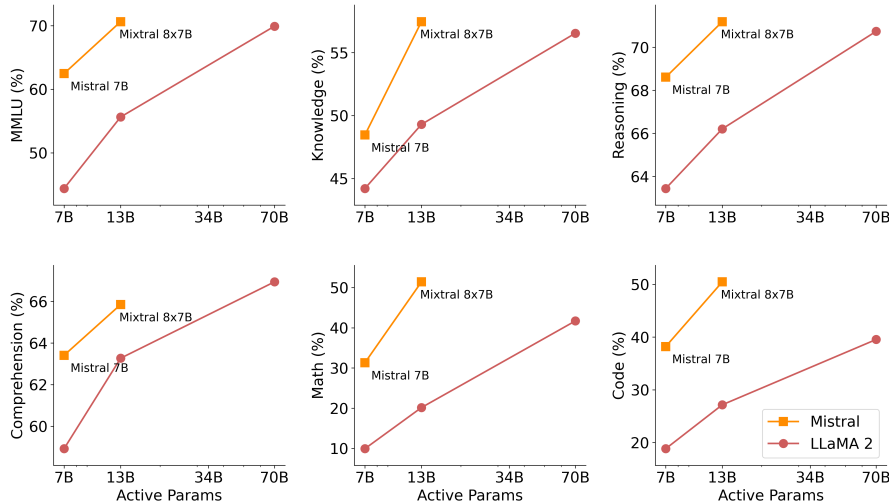 MMLU (%)
70
60
50
7B 13B 34B 70B
Mistral 7B
Mixtral 8x7B
Knowledge (%)
55
50
45
7B 13B 34B 70B
Mistral 7B
Mixtral 8x7B
Reasoning (%)
70
68
66
64
7B 13B 34B 70B
Mistral 7B
Mixtral 8x7B
Comprehension (%)
66
64
62
60
7B 13B 34B 70B
Active Params
Mistral 7B
Mixtral 8x7B
Math (%)
50
40
30
20
10
7B 13B 34B 70B
Active Params
Mistral 7B
Mixtral 8x7B
Code (%)
50
40
30
20
7B 13B 34B 70B
Active Params
Mistral 7B
Mixtral 8x7B
Mistral
LLaMA 2